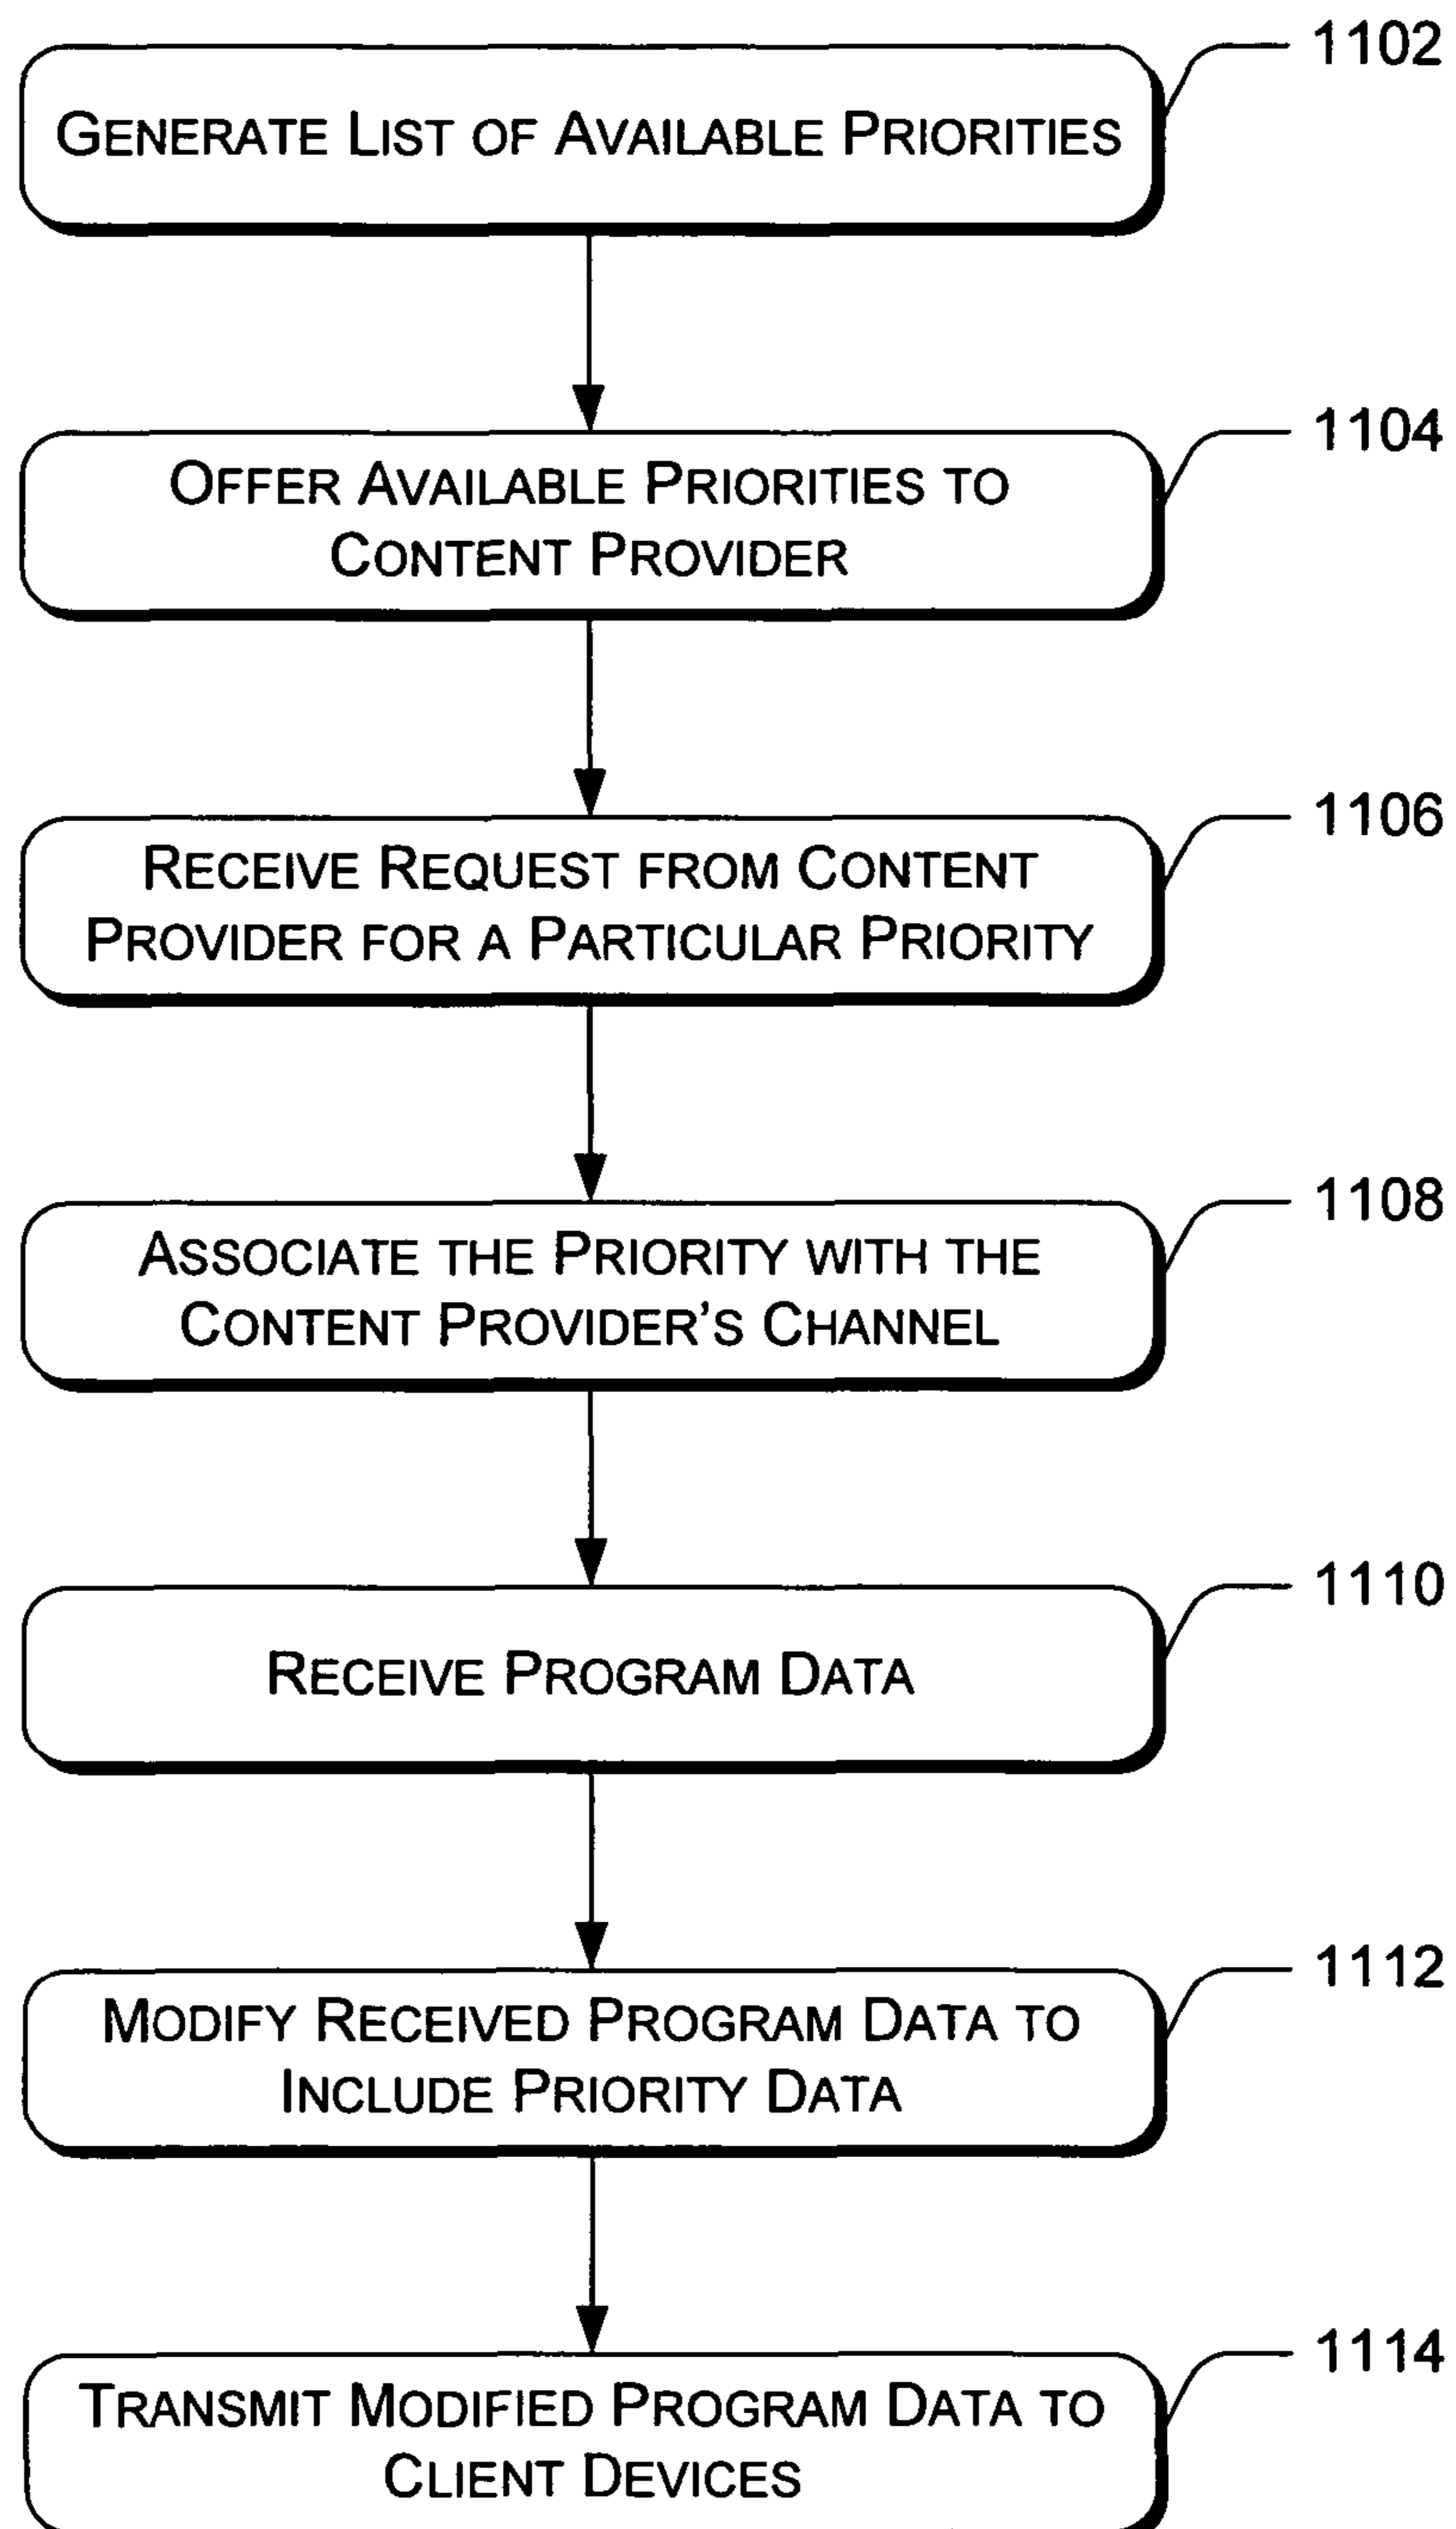 1102
GENERATE LIST OF AVAILABLE PRIORITIES
1104
OFFER AVAILABLE PRIORITIES TO
CONTENT PROVIDER
1106
RECEIVE REQUEST FROM CONTENT
PROVIDER FOR A PARTICULAR PRIORITY
1108
ASSOCIATE THE PRIORITY WITH THE
CONTENT PROVIDER'S CHANNEL
1110
RECEIVE PROGRAM DATA
1112
MODIFY RECEIVED PROGRAM DATA TO
INCLUDE PRIORITY DATA
1114
TRANSMIT MODIFIED PROGRAM DATA TO
CLIENT DEVICES